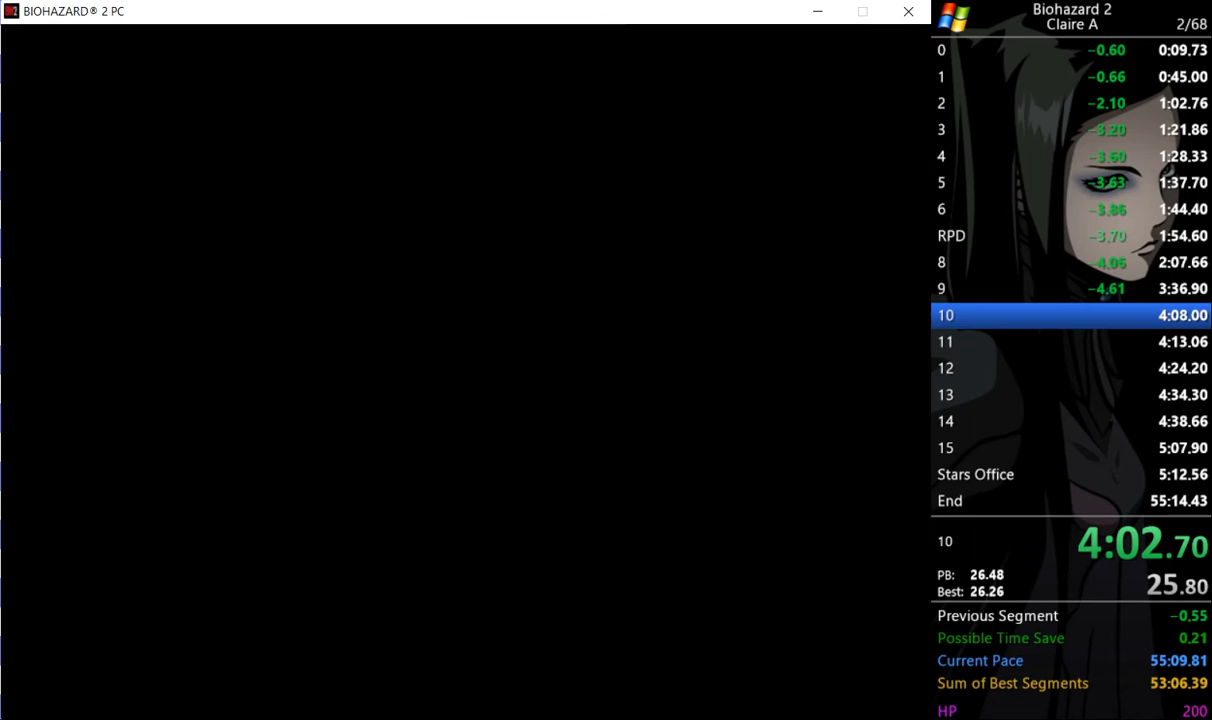 BIOHAZARD® 2 PC
Biohazard 2
Claire A 2/68
0 −0.60 0:09.73
1 −0.66 0:45.00
2 −2.10 1:02.76
3 −3.20 1:21.86
4 −3.60 1:28.33
5 −3.63 1:37.70
6 −3.86 1:44.40
RPD −3.70 1:54.60
8 −4.06 2:07.66
9 −4.61 3:36.90
10 4:08.00
11 4:13.06
12 4:24.20
13 4:34.30
14 4:38.66
15 5:07.90
Stars Office 5:12.56
End 55:14.43
10 4:02.70
PB: 26.48
Best: 26.26
25.80
Previous Segment −0.55
Possible Time Save 0.21
Current Pace 55:09.81
Sum of Best Segments 53:06.39
HP 200